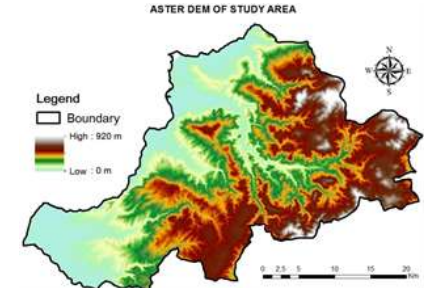 ASTER DEM OF STUDY AREA
N
W E
S
Legend
Boundary
High : 920 m
Low : 0 m
0 2.5 5 10 15 20
Km